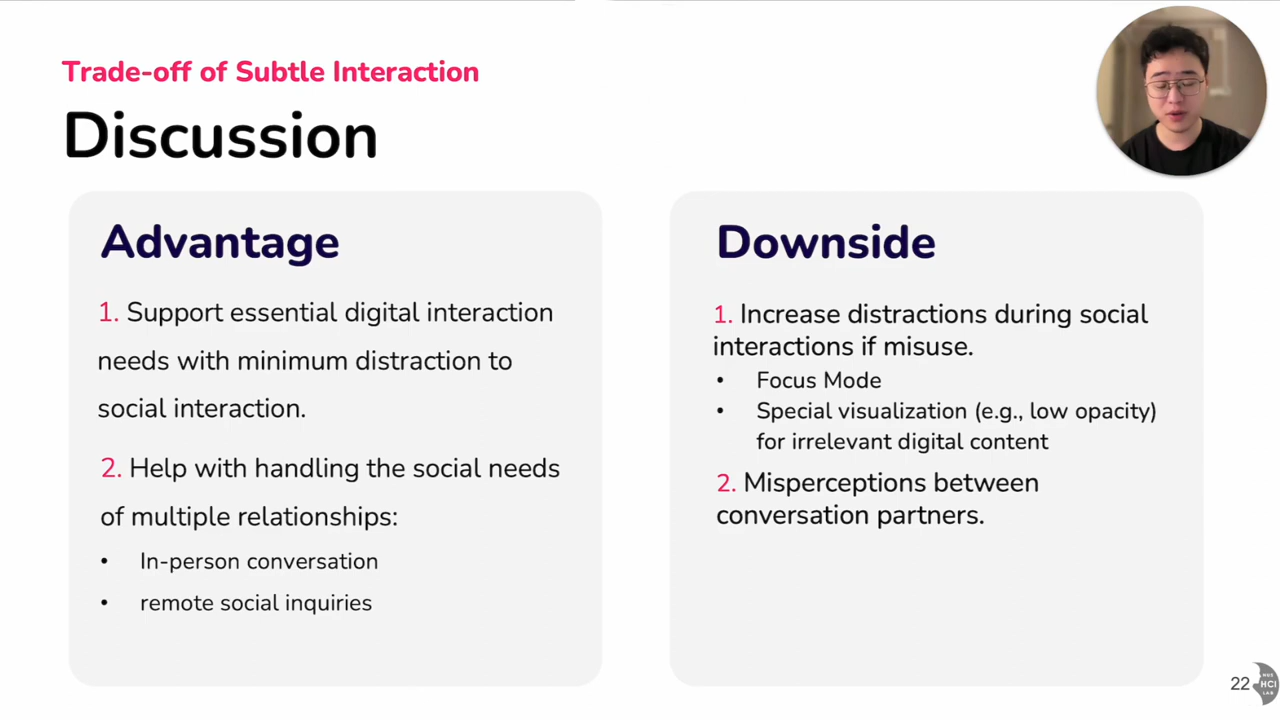 Trade-off of Subtle Interaction
Discussion
Advantage
1. Support essential digital interaction
needs with minimum distraction to
social interaction.
2. Help with handling the social needs
of multiple relationships:
• In-person conversation
• remote social inquiries
Downside
1. Increase distractions during social
interactions if misuse.
• Focus Mode
• Special visualization (e.g., low opacity)
for irrelevant digital content
2. Misperceptions between
conversation partners.
22
NUS
HCI
LAB